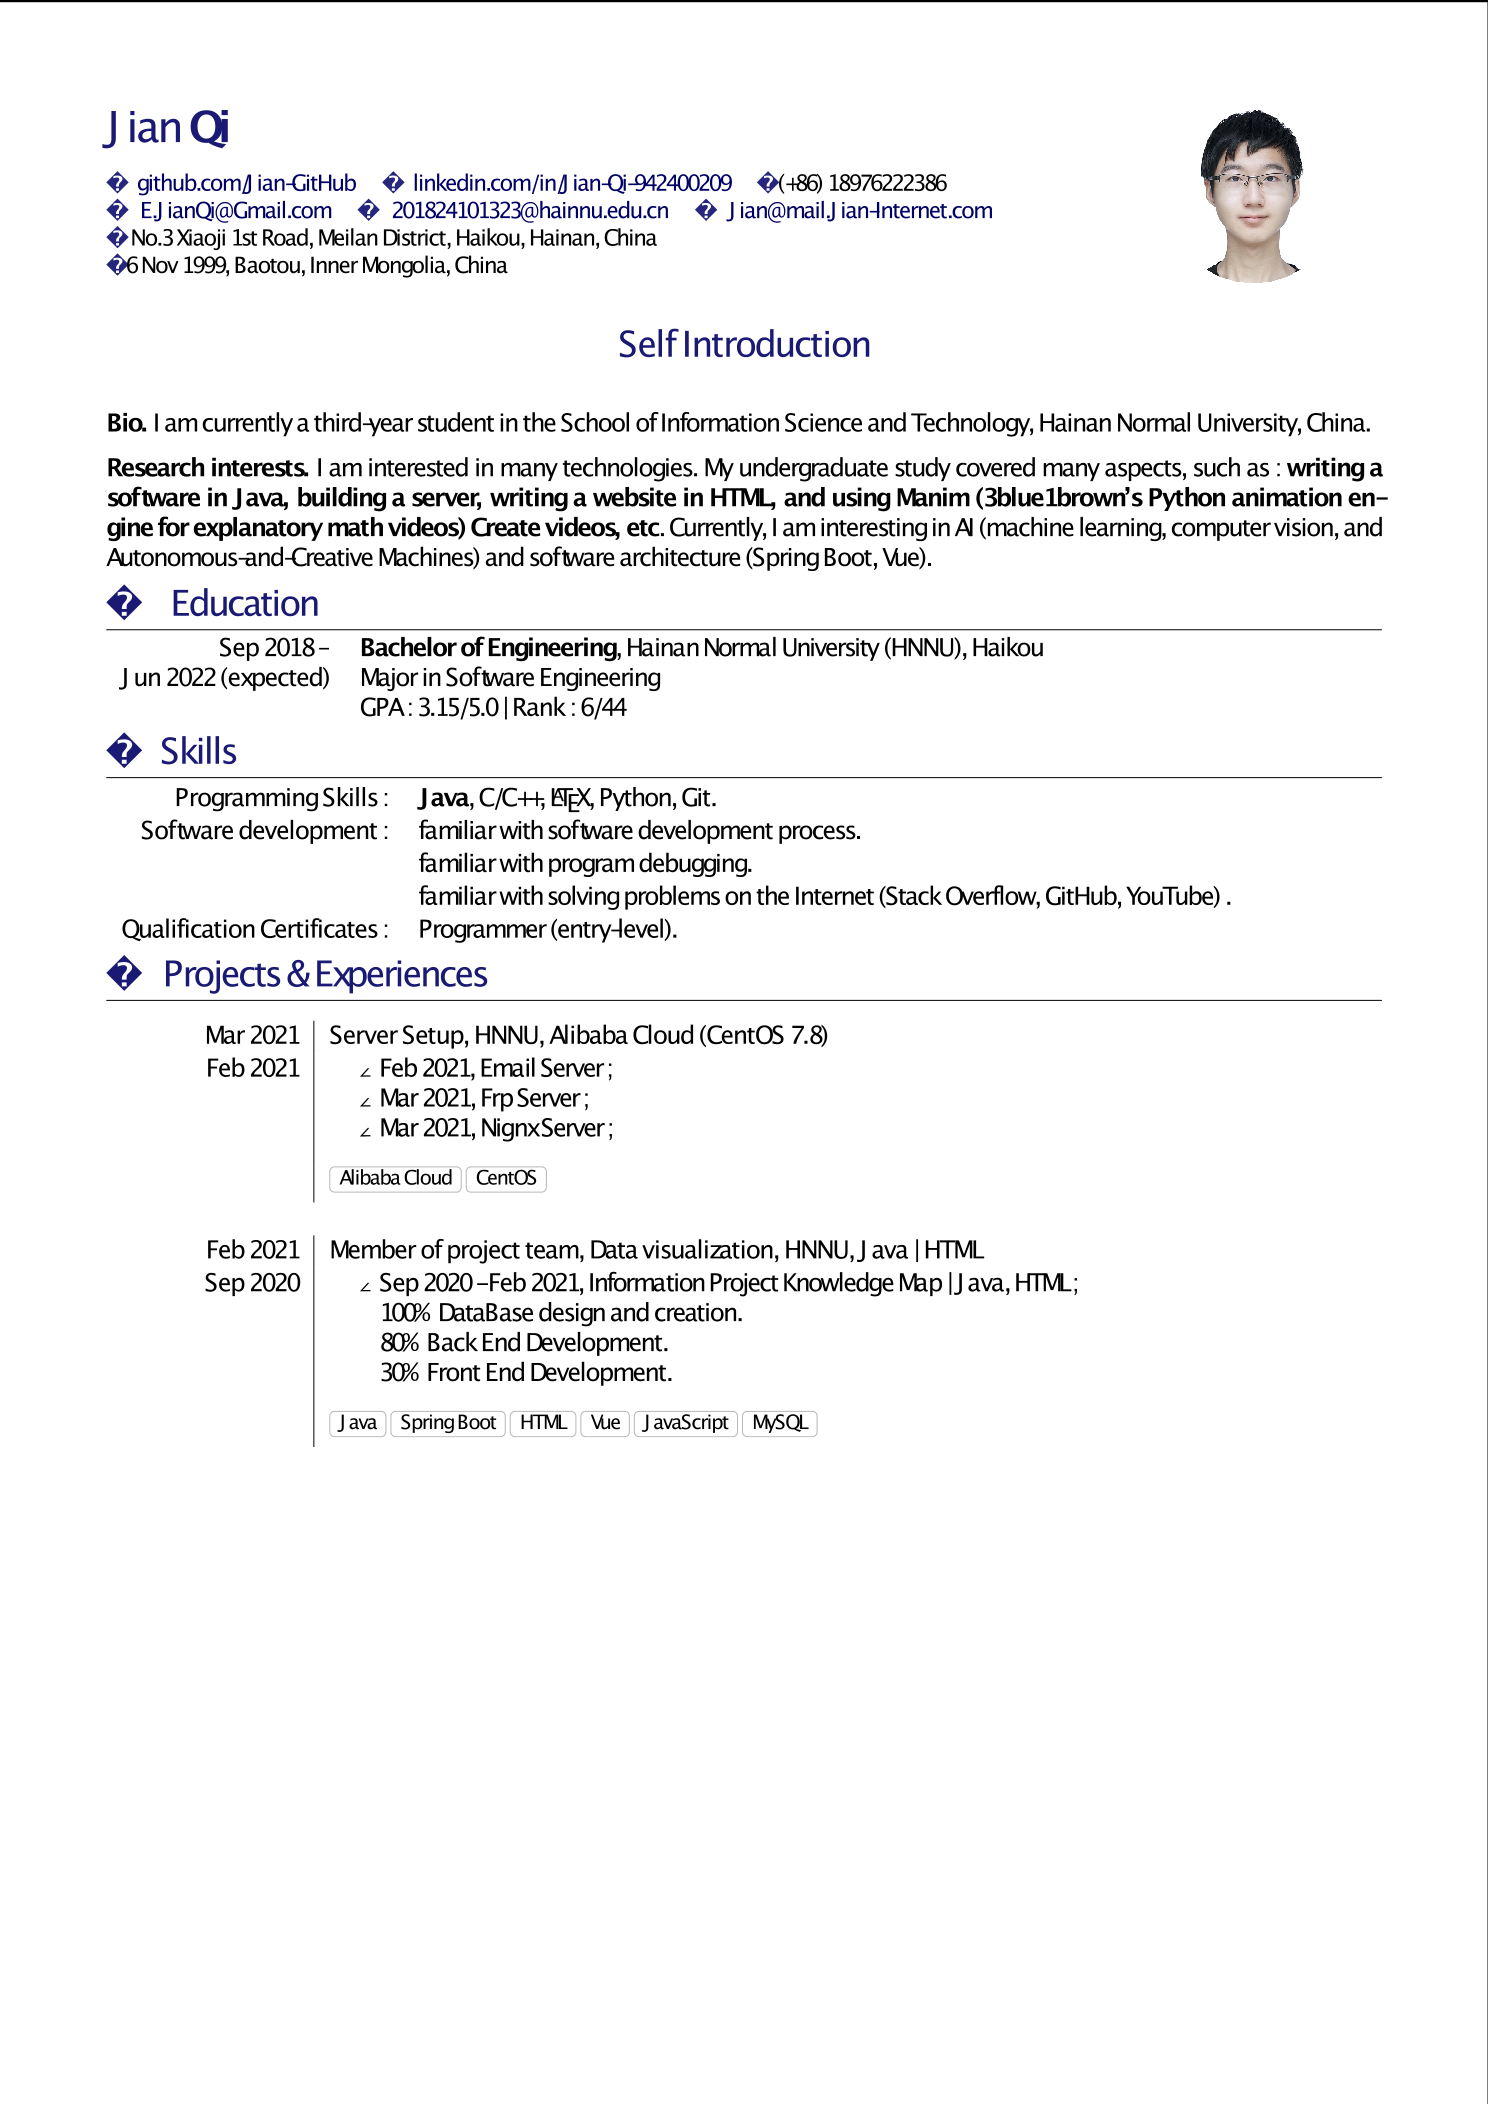 Jian Qi
� github.com/Jian-GitHub � linkedin.com/in/Jian-Qi-942400209 �(+86) 18976222386
� E.JianQi@Gmail.com � 201824101323@hainnu.edu.cn � Jian@mail.Jian-Internet.com
�No.3 Xiaoji 1st Road, Meilan District, Haikou, Hainan, China
�6 Nov 1999, Baotou, Inner Mongolia, China
Self Introduction
Bio. I am currently a third-year student in the School of Information Science and Technology, Hainan Normal University, China.
Research interests. I am interested in many technologies. My undergraduate study covered many aspects, such as : writing a
software in Java, building a server, writing a website in HTML, and using Manim (3blue1brown's Python animation en-
gine for explanatory math videos) Create videos, etc. Currently, I am interesting in AI (machine learning, computer vision, and
Autonomous-and-Creative Machines) and software architecture (Spring Boot, Vue).
� Education
Sep 2018 – Bachelor of Engineering, Hainan Normal University (HNNU), Haikou
Jun 2022 (expected) Major in Software Engineering
GPA : 3.15/5.0 | Rank : 6/44
� Skills
Programming Skills : Java, C/C++, LATEX, Python, Git.
Software development : familiar with software development process.
familiar with program debugging.
familiar with solving problems on the Internet (Stack Overflow, GitHub, YouTube) .
Qualification Certificates : Programmer (entry-level).
� Projects & Experiences
Mar 2021 Server Setup, HNNU, Alibaba Cloud (CentOS 7.8)
Feb 2021 ∠ Feb 2021, Email Server ;
∠ Mar 2021, Frp Server ;
∠ Mar 2021, Nignx Server ;
Alibaba Cloud CentOS
Feb 2021 Member of project team, Data visualization, HNNU, Java | HTML
Sep 2020 ∠ Sep 2020 – Feb 2021, Information Project Knowledge Map | Java, HTML ;
100% DataBase design and creation.
80% Back End Development.
30% Front End Development.
Java Spring Boot HTML Vue JavaScript MySQL